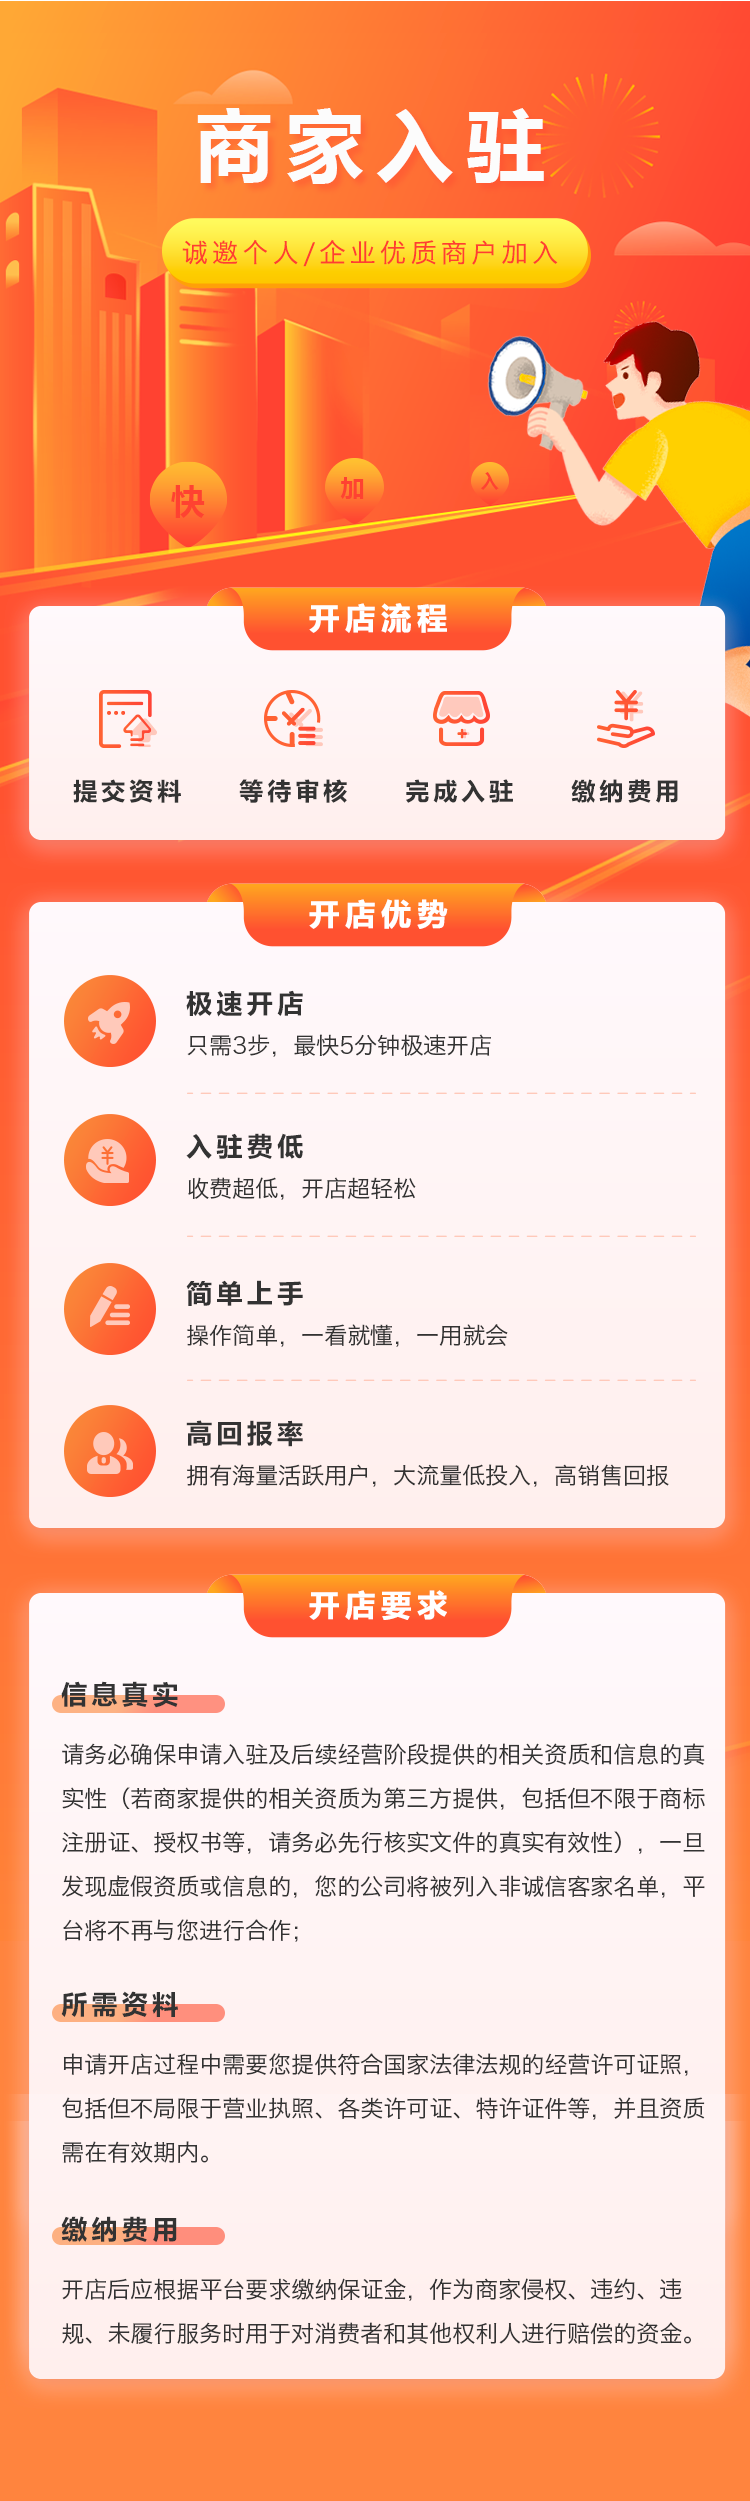 商家入驻
诚邀个人/企业优质商户加入
快
加
入
开店流程
提交资料 等待审核 完成入驻 缴纳费用
开店优势
极速开店
只需3步，最快5分钟极速开店
入驻费低
收费超低，开店超轻松
简单上手
操作简单，一看就懂，一用就会
高回报率
拥有海量活跃用户，大流量低投入，高销售回报
开店要求
信息真实
请务必确保申请入驻及后续经营阶段提供的相关资质和信息的真
实性（若商家提供的相关资质为第三方提供，包括但不限于商标
注册证、授权书等，请务必先行核实文件的真实有效性），一旦
发现虚假资质或信息的，您的公司将被列入非诚信客家名单，平
台将不再与您进行合作；
所需资料
申请开店过程中需要您提供符合国家法律法规的经营许可证照，
包括但不局限于营业执照、各类许可证、特许证件等，并且资质
需在有效期内。
缴纳费用
开店后应根据平台要求缴纳保证金，作为商家侵权、违约、违
规、未履行服务时用于对消费者和其他权利人进行赔偿的资金。